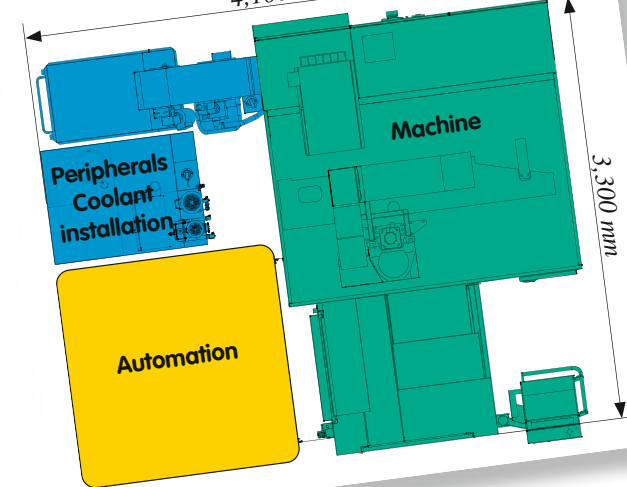 Machine
3,300 mm
Peripherals
Coolant
installation
Automation